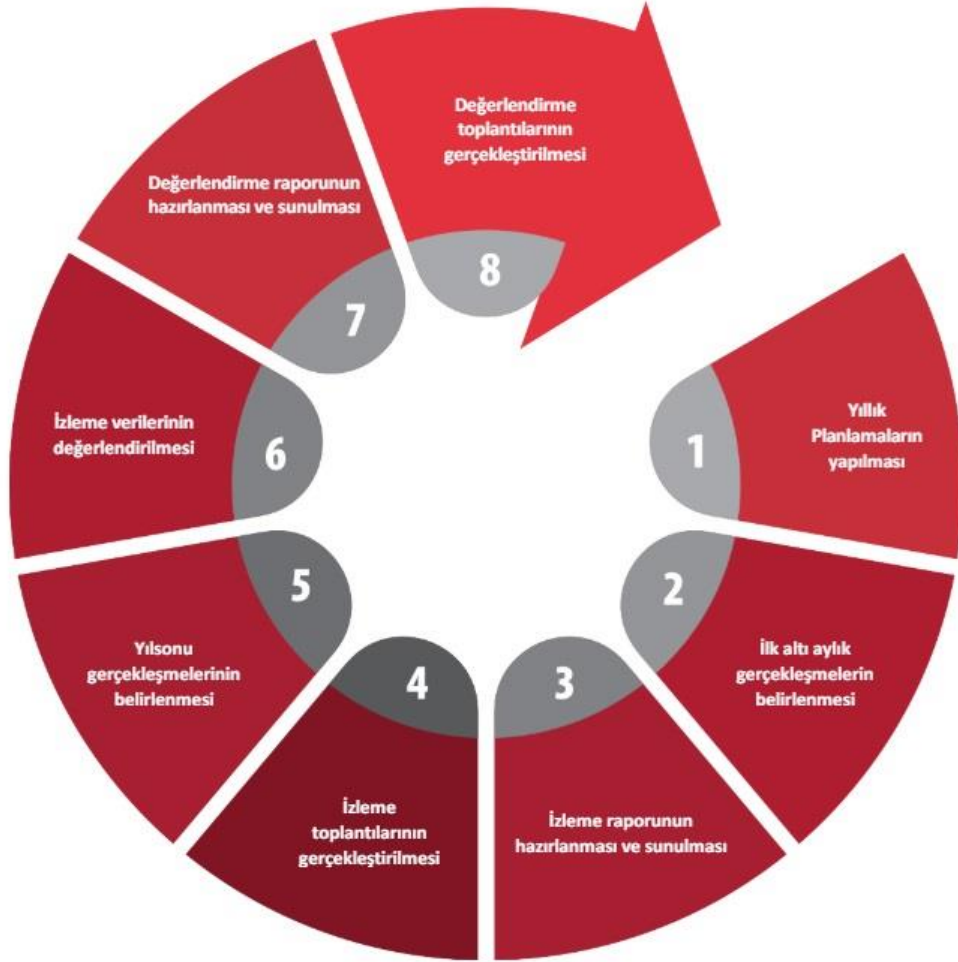 1
Yıllık
Planlamaların
yapılması
2
İlk altı aylık
gerçekleşmelerin
belirlenmesi
3
İzleme raporunun
hazırlanması ve sunulması
4
İzleme
toplantılarının
gerçekleştirilmesi
5
Yılsonu
gerçekleşmelerinin
belirlenmesi
6
İzleme verilerinin
değerlendirilmesi
7
Değerlendirme raporunun
hazırlanması ve sunulması
8
Değerlendirme
toplantılarının
gerçekleştirilmesi